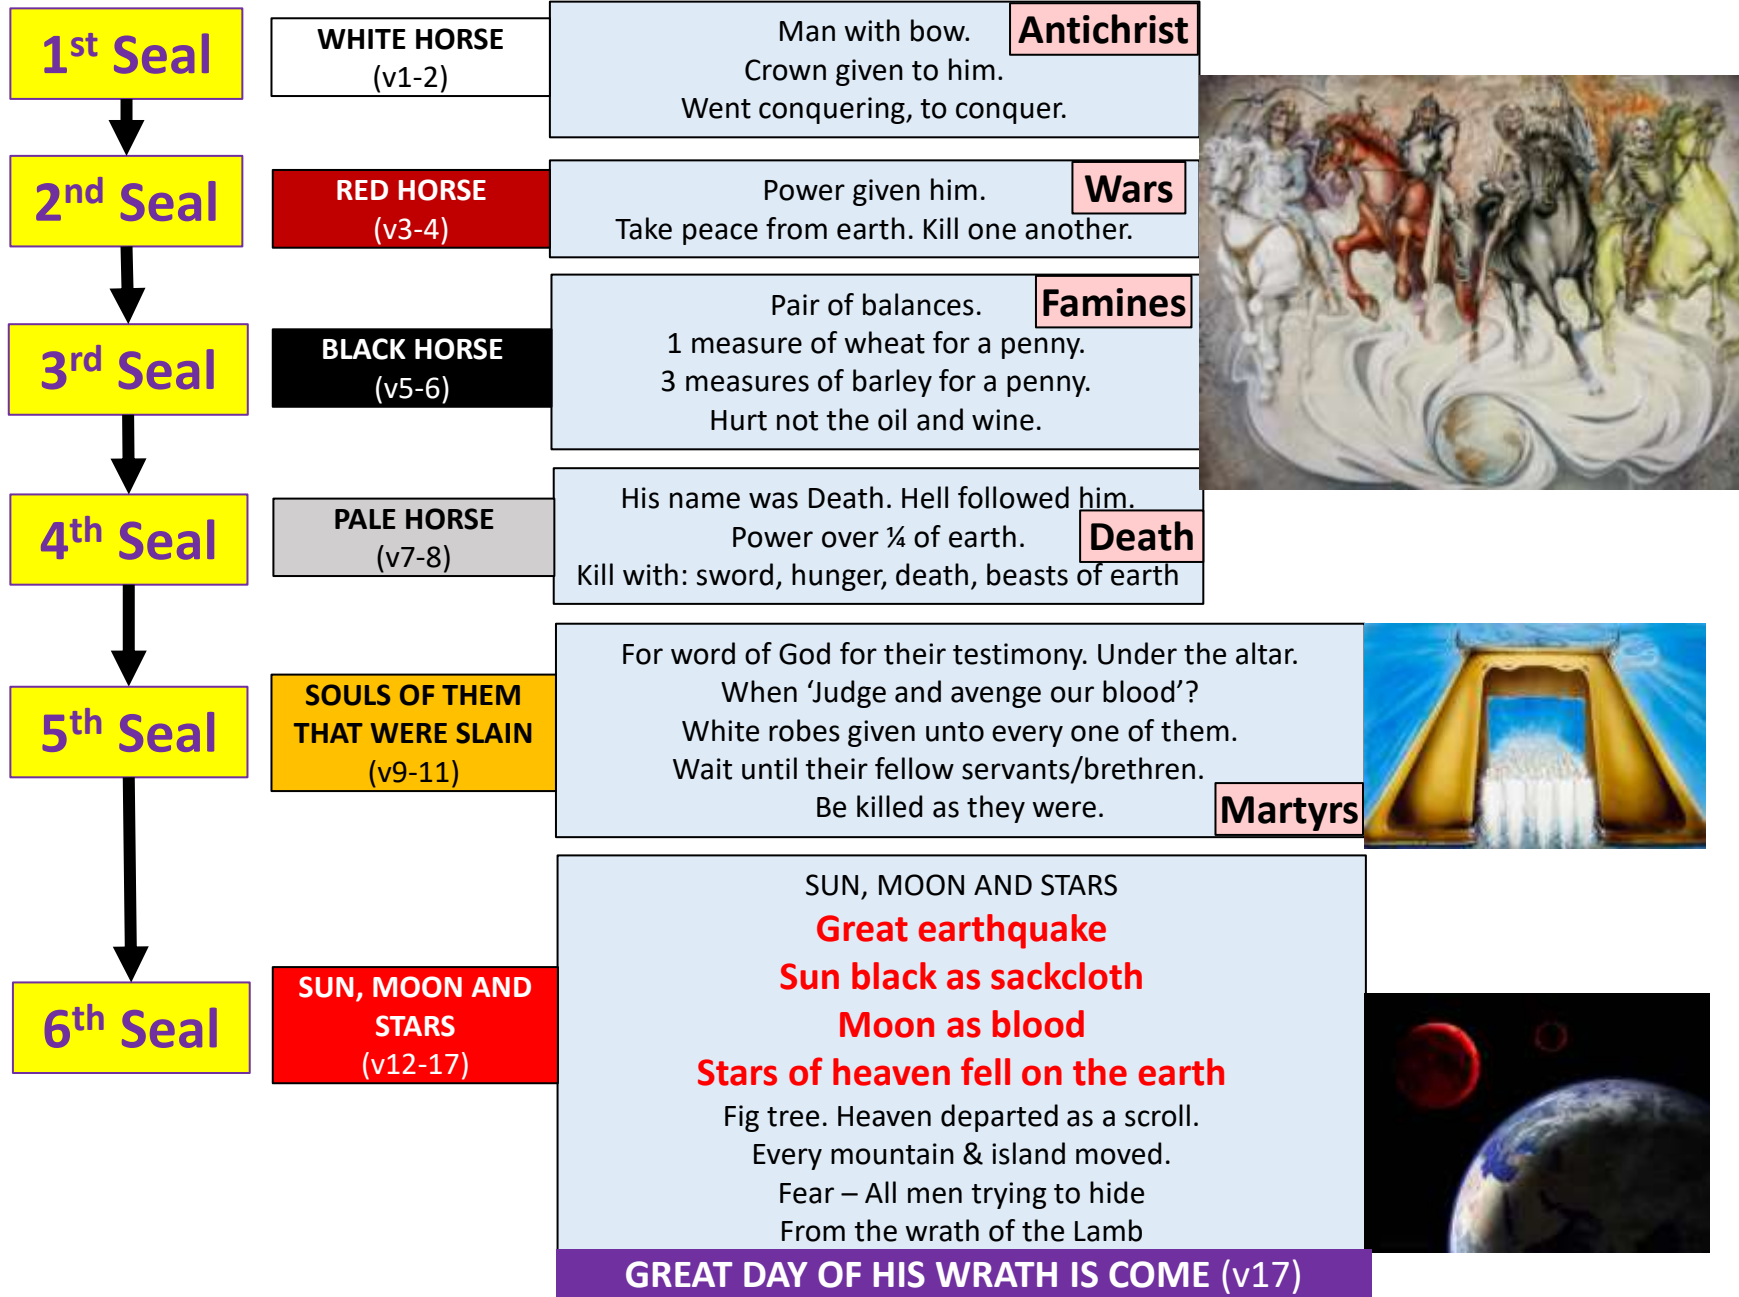 1st Seal
WHITE HORSE
(v1-2)
Man with bow.
Crown given to him.
Went conquering, to conquer.
Antichrist
2nd Seal
RED HORSE
(v3-4)
Power given him.
Take peace from earth. Kill one another.
Wars
3rd Seal
BLACK HORSE
(v5-6)
Pair of balances.
1 measure of wheat for a penny.
3 measures of barley for a penny.
Hurt not the oil and wine.
Famines
4th Seal
PALE HORSE
(v7-8)
His name was Death. Hell followed him.
Power over ¼ of earth.
Kill with: sword, hunger, death, beasts of earth
Death
5th Seal
SOULS OF THEM
THAT WERE SLAIN
(v9-11)
For word of God for their testimony. Under the altar.
When ‘Judge and avenge our blood’?
White robes given unto every one of them.
Wait until their fellow servants/brethren.
Be killed as they were.
Martyrs
6th Seal
SUN, MOON AND
STARS
(v12-17)
SUN, MOON AND STARS
Great earthquake
Sun black as sackcloth
Moon as blood
Stars of heaven fell on the earth
Fig tree. Heaven departed as a scroll.
Every mountain & island moved.
Fear – All men trying to hide
From the wrath of the Lamb
GREAT DAY OF HIS WRATH IS COME (v17)